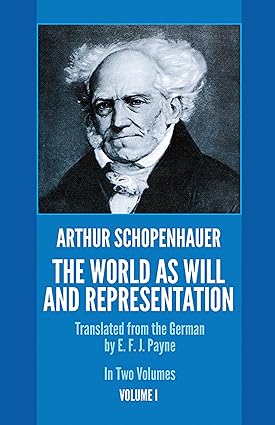 ARTHUR SCHOPENHAUER
THE WORLD AS WILL
AND REPRESENTATION
Translated from the German
by E. F. J. Payne
In Two Volumes
VOLUME I